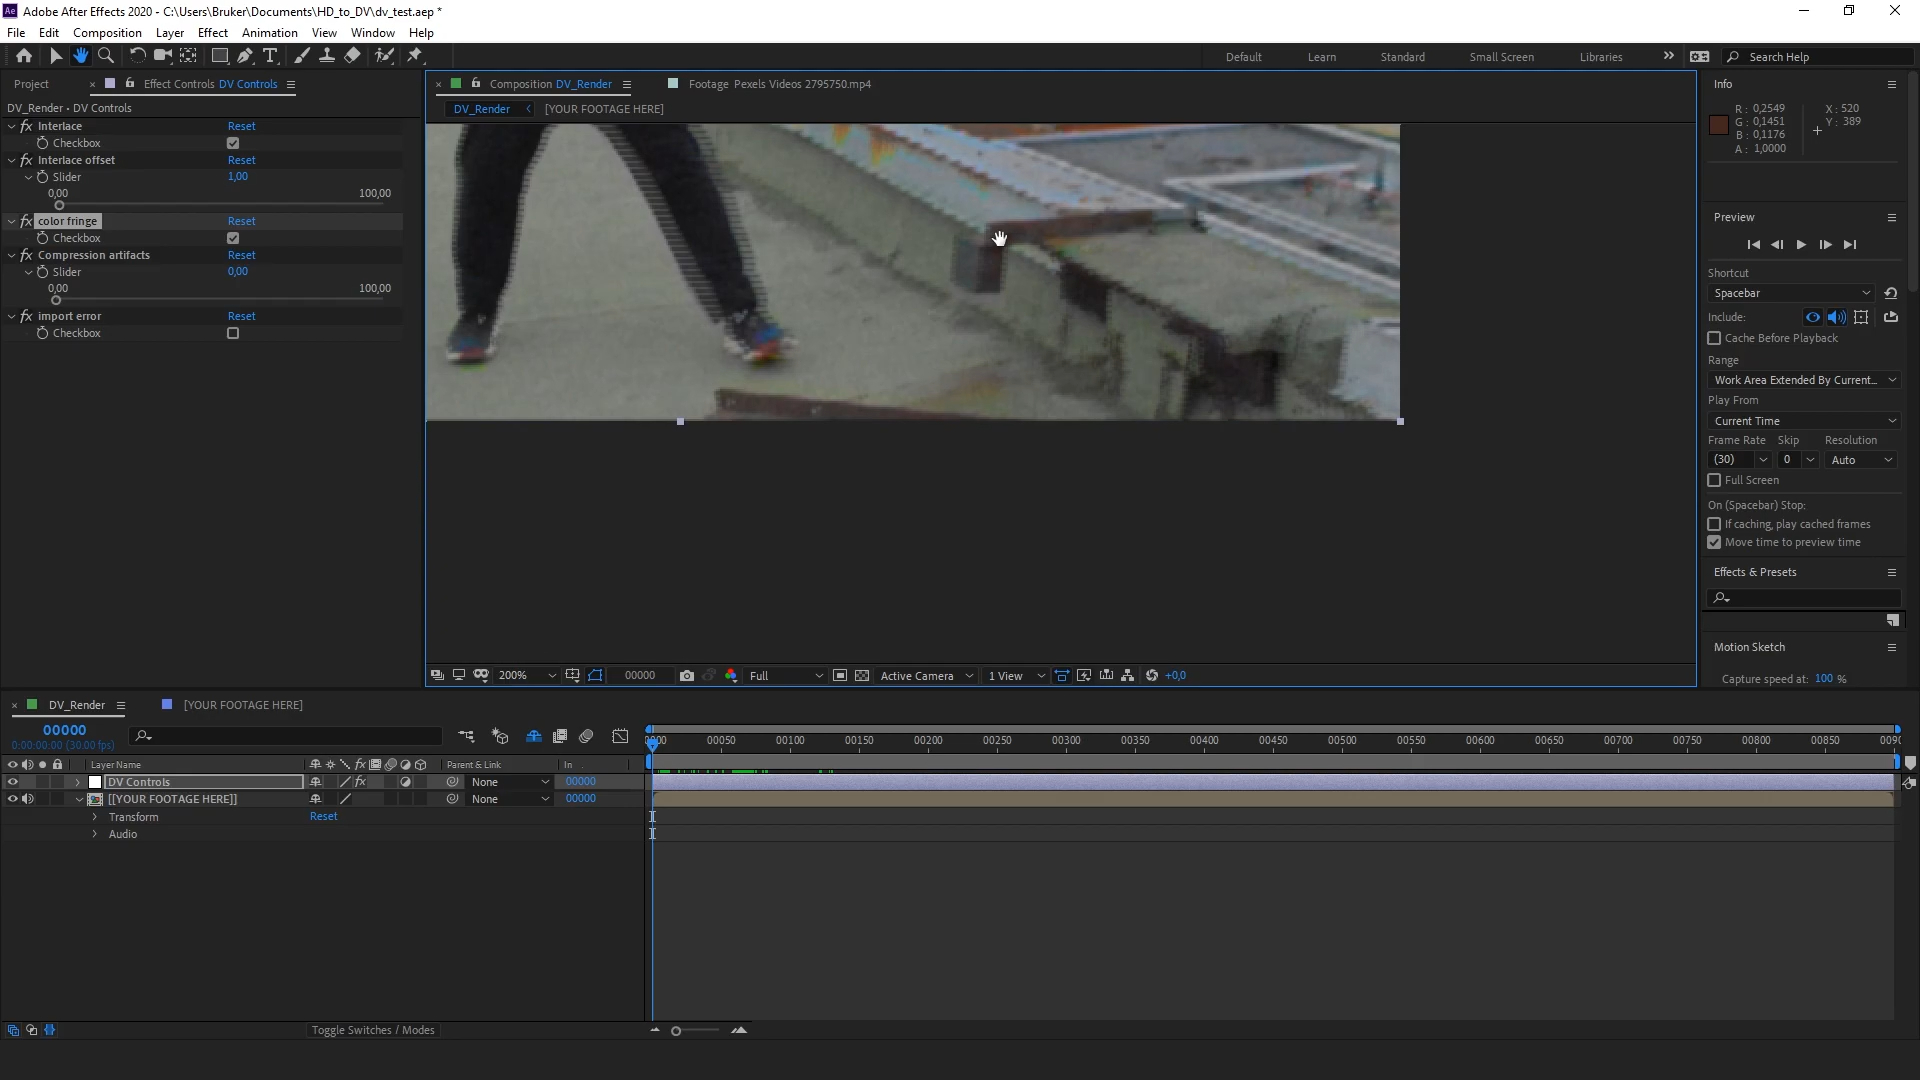 Adobe After Effects 2020 - C:\Users\Bruker\Documents\HD_to_DV\dv_test.aep *
File Edit Composition Layer Effect Animation View Window Help
Default Learn Standard Small Screen Libraries Search Help
Project Effect Controls DV Controls
DV_Render • DV Controls
fx Interlace Reset
Checkbox
fx Interlace offset Reset
Slider 1,00
0,00 100,00
fx color fringe Reset
Checkbox
fx Compression artifacts Reset
Slider 0,00
0,00 100,00
fx import error Reset
Checkbox
Composition DV_Render Footage Pexels Videos 2795750.mp4
DV_Render [YOUR FOOTAGE HERE]
200% 00000 Full Active Camera 1 View +0,0
Info
R: 0,2549 X: 520
G: 0,1451 Y: 389
B: 0,1176
A: 1,0000
Preview
Shortcut
Spacebar
Include:
Cache Before Playback
Range
Work Area Extended By Current...
Play From
Current Time
Frame Rate Skip Resolution
(30) 0 Auto
Full Screen
On (Spacebar) Stop:
If caching, play cached frames
Move time to preview time
Effects & Presets
Motion Sketch
Capture speed at: 100 %
DV_Render [YOUR FOOTAGE HERE]
00000
0:00:00:00 (30.00 fps)
0000 00050 00100 00150 00200 00250 00300 00350 00400 00450 00500 00550 00600 00650 00700 00750 00800 00850 0090
Layer Name fx Parent & Link In
DV Controls fx None 00000
[[YOUR FOOTAGE HERE]] None 00000
Transform Reset
Audio
Toggle Switches / Modes